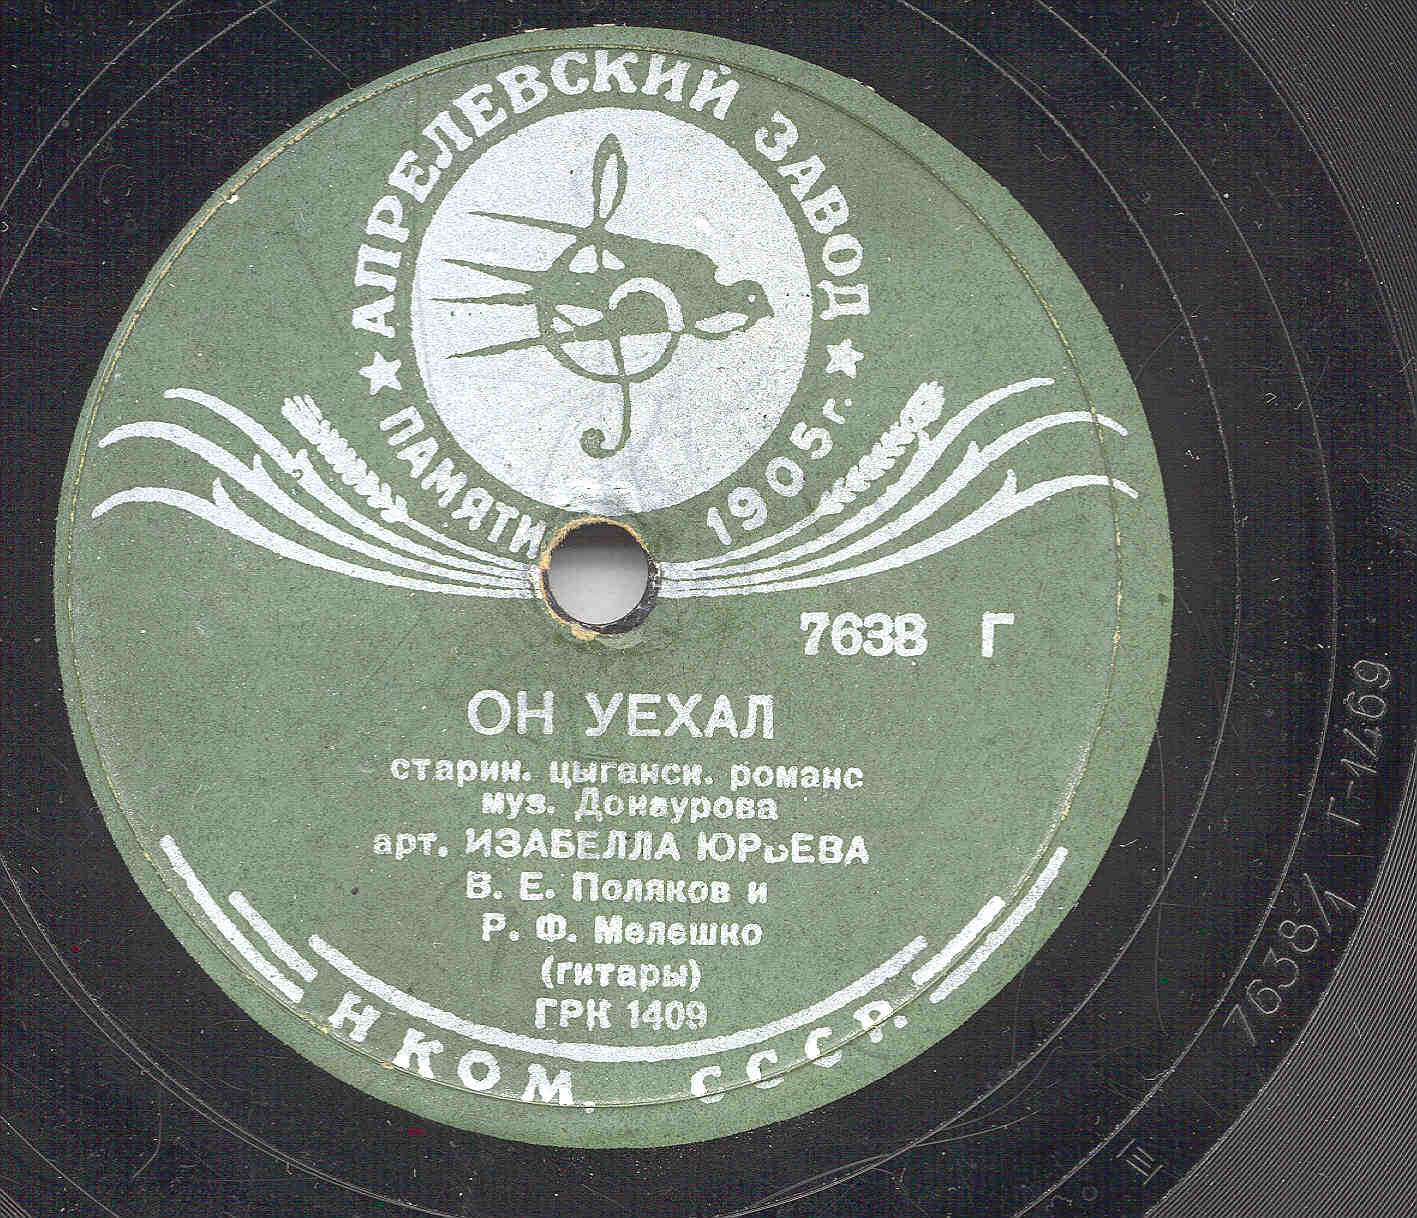 АПРЕЛЕВСКИЙ ЗАВОД
ПАМЯТИ 1905 г.
7638 Г
ОН УЕХАЛ
старин. цыганск. романс
муз. Донаурова
арт. ИЗАБЕЛЛА ЮРЬЕВА
В. Е. Поляков и
Р. Ф. Мелешко
(гитары)
ГРК 1409
НКОМ. СССР.
7638/1 Г-1469
III